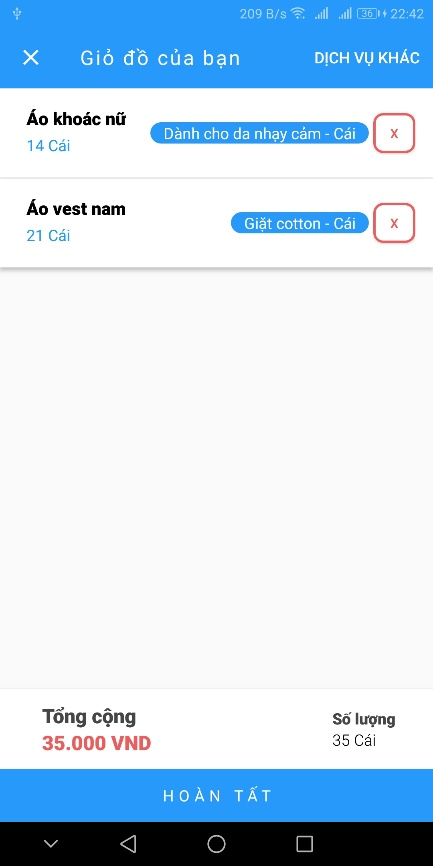 209 B/s 36 22:42
Giỏ đồ của bạn DỊCH VỤ KHÁC
Áo khoác nữ
14 Cái
Dành cho da nhạy cảm - Cái x
Áo vest nam
21 Cái
Giặt cotton - Cái x
Tổng cộng
35.000 VND
Số lượng
35 Cái
HOÀN TẤT